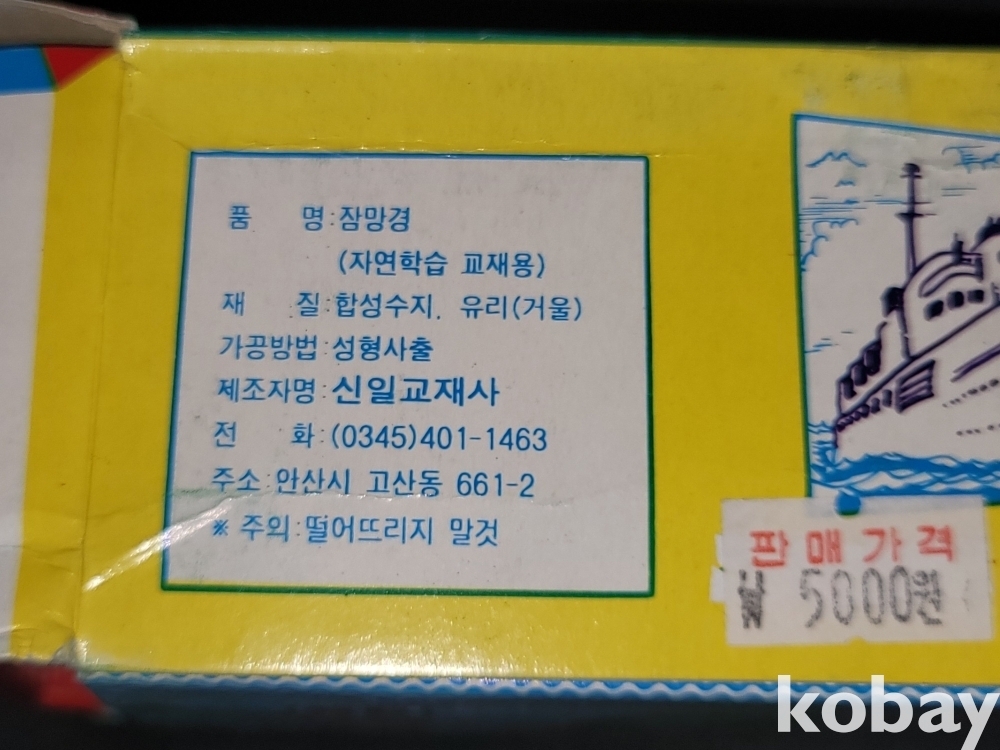 품 명:잠망경
(자연학습 교재용)
재 질:합성수지, 유리(거울)
가공방법:성형사출
제조자명:신일교재사
전 화:(0345)401-1463
주소:안산시 고산동 661-2
※ 주의:떨어뜨리지 말것
판매가격
₩ 5000원
kobay